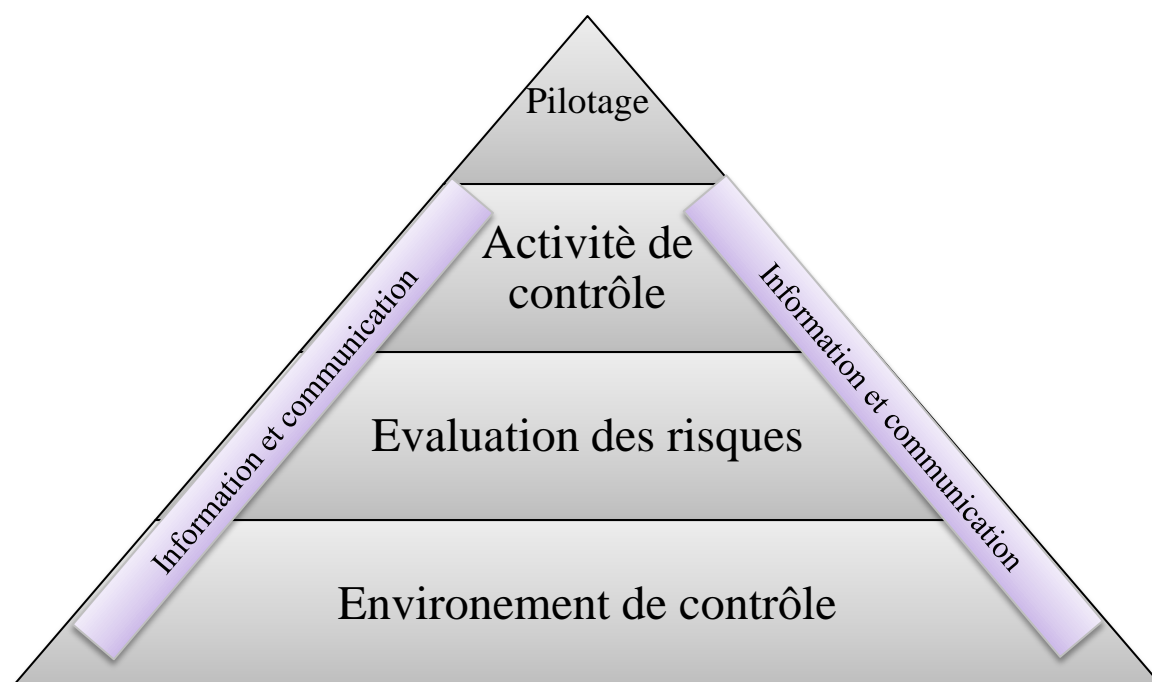 Pilotage
Activitè de
contrôle
Information et communication
Information et communication
Evaluation des risques
Environement de contrôle